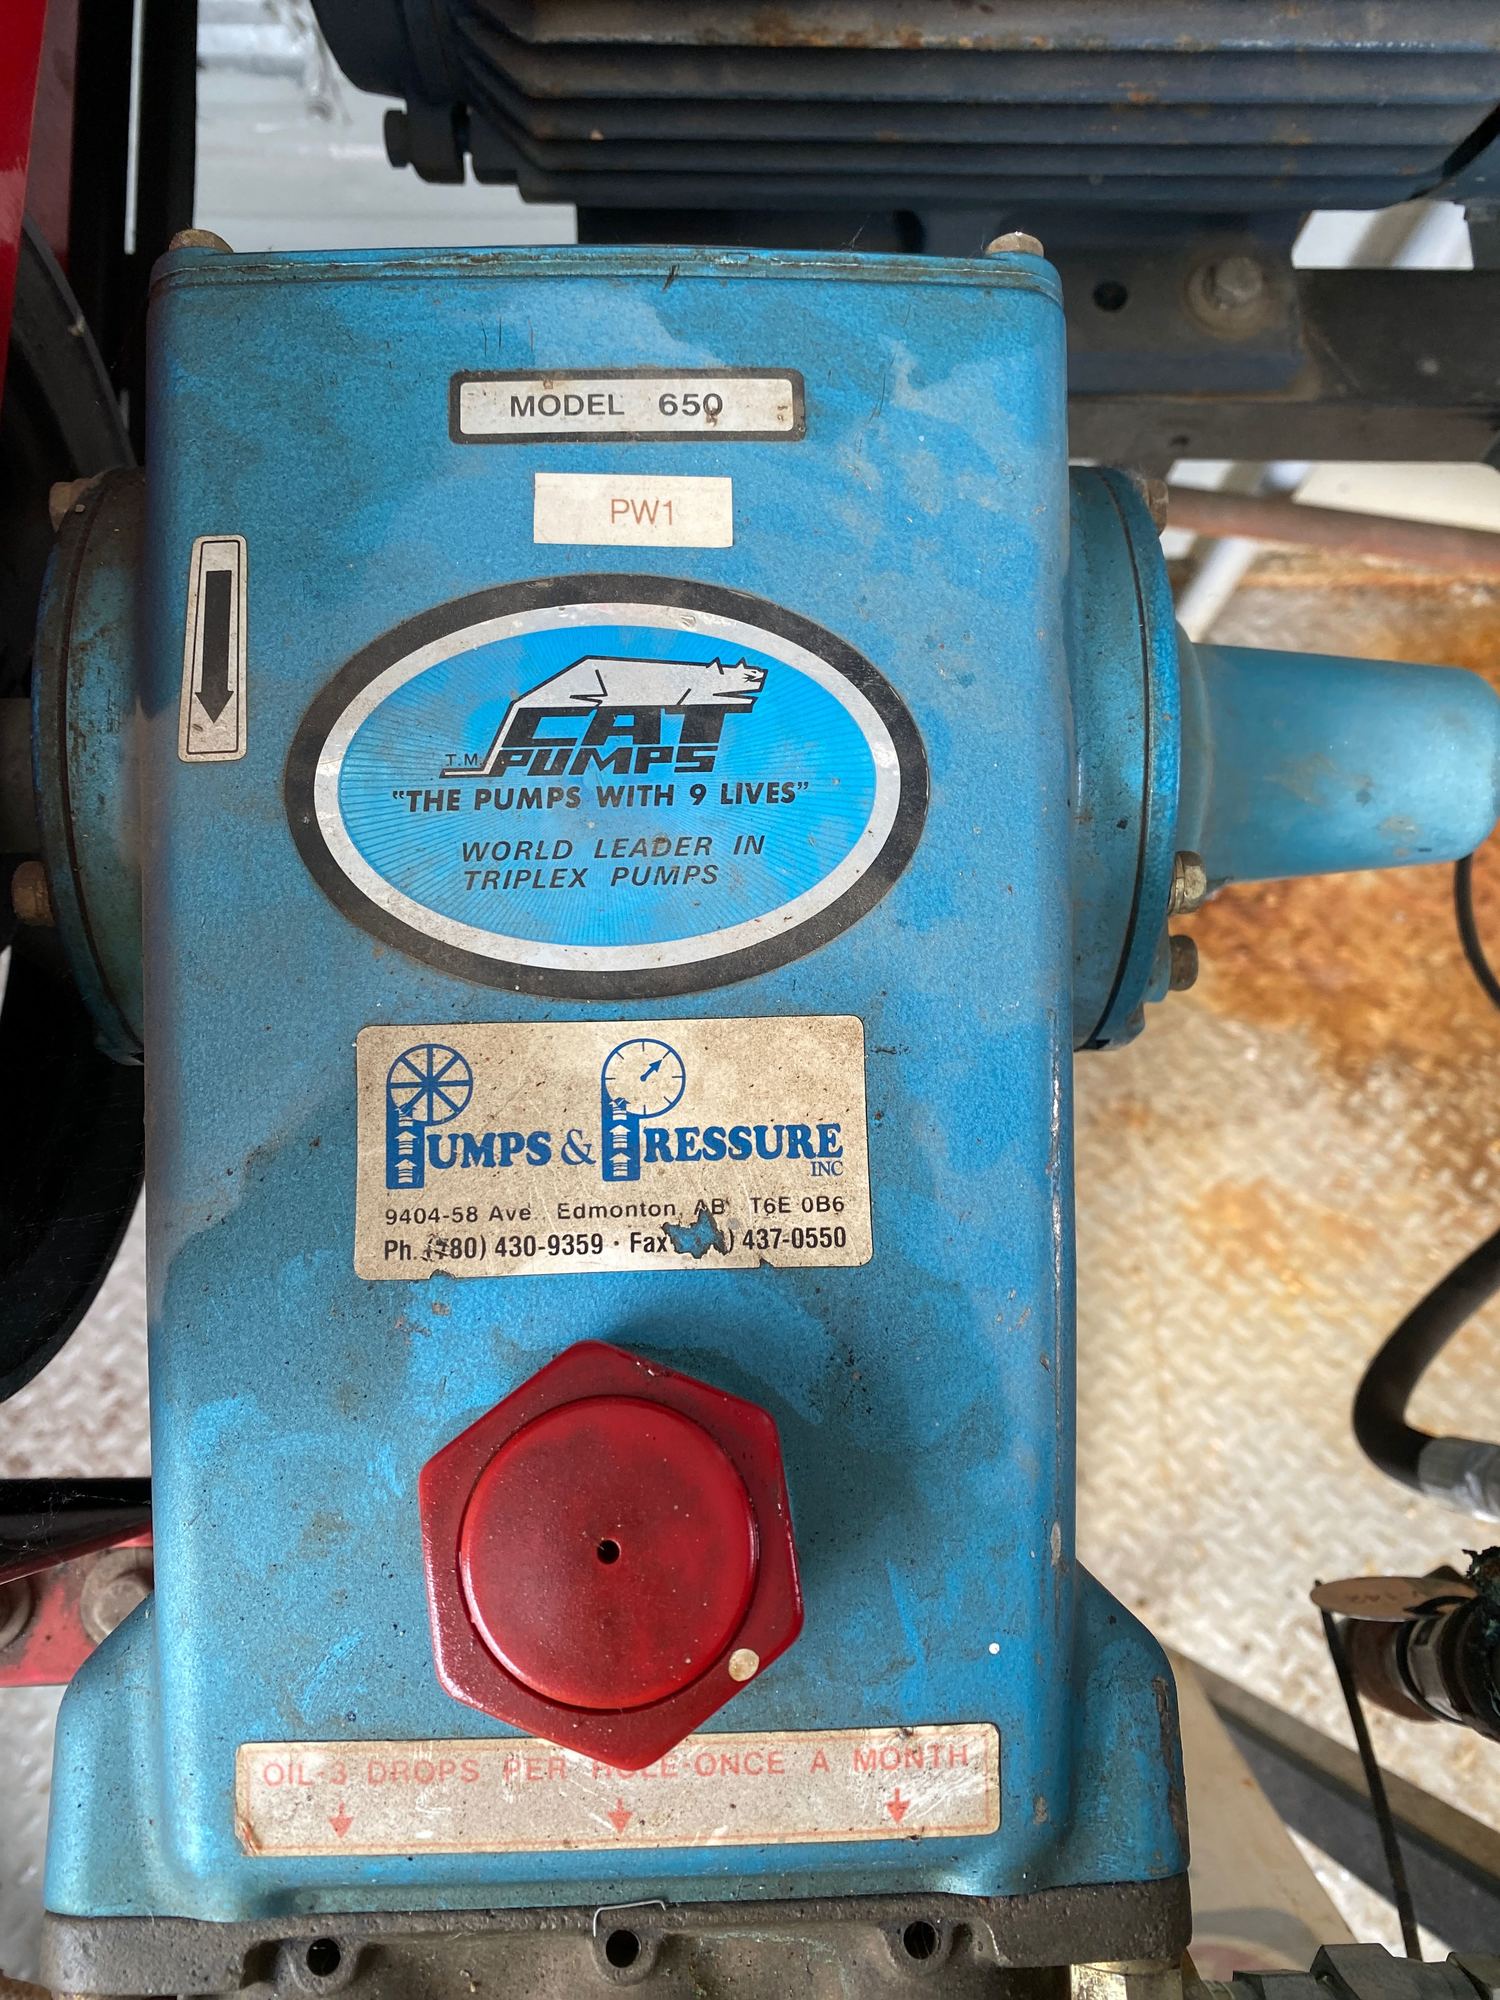 MODEL 650
PW1
CAT
T.M. PUMPS
"THE PUMPS WITH 9 LIVES"
WORLD LEADER IN
TRIPLEX PUMPS
PUMPS & PRESSURE
INC
9404-58 Ave. Edmonton, AB T6E 0B6
Ph. (780) 430-9359 · Fax 437-0550
OIL-3 DROPS PER HOLE-ONCE A MONTH